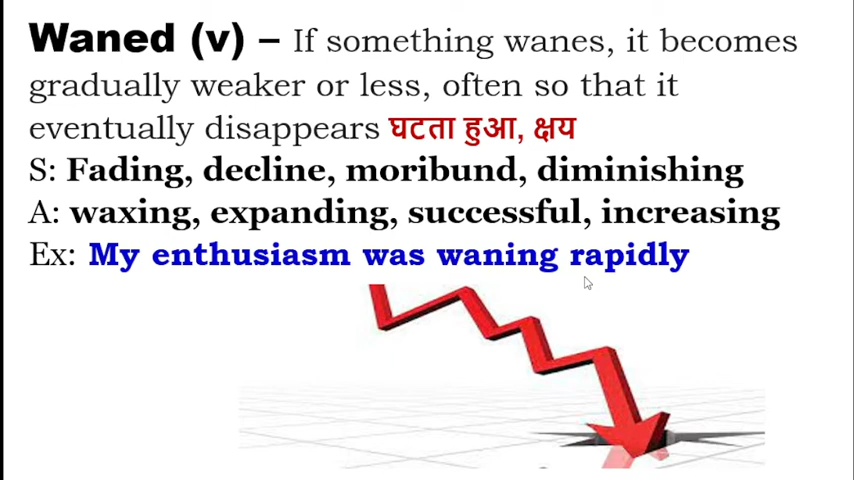 Waned (v) – If something wanes, it becomes
gradually weaker or less, often so that it
eventually disappears घटता हुआ, क्षय
S: Fading, decline, moribund, diminishing
A: waxing, expanding, successful, increasing
Ex: My enthusiasm was waning rapidly